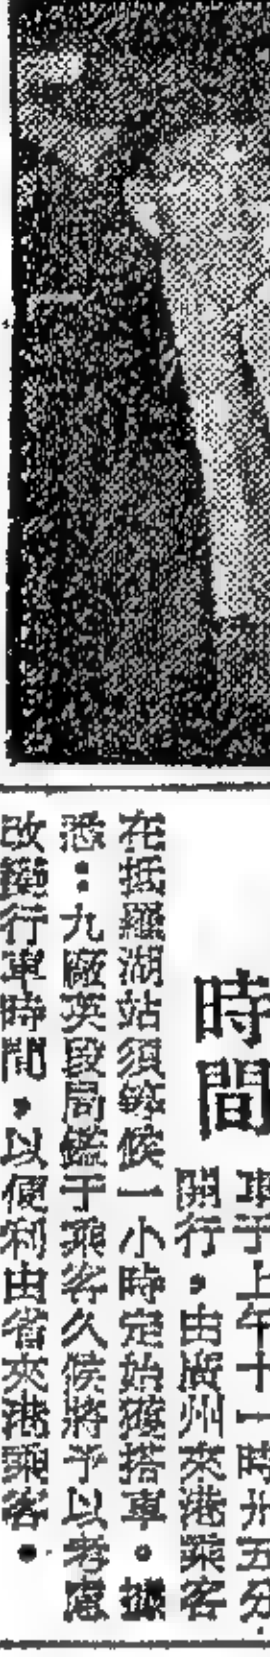 時間
車于上午十一時卅五分
開行，由廣州來港乘客
在抵羅湖站須等候一小時定始獲搭車。據
悉：九廠英段局鑑于乘客久候將予以考慮
改變行車時間，以便利由省來港乘客。